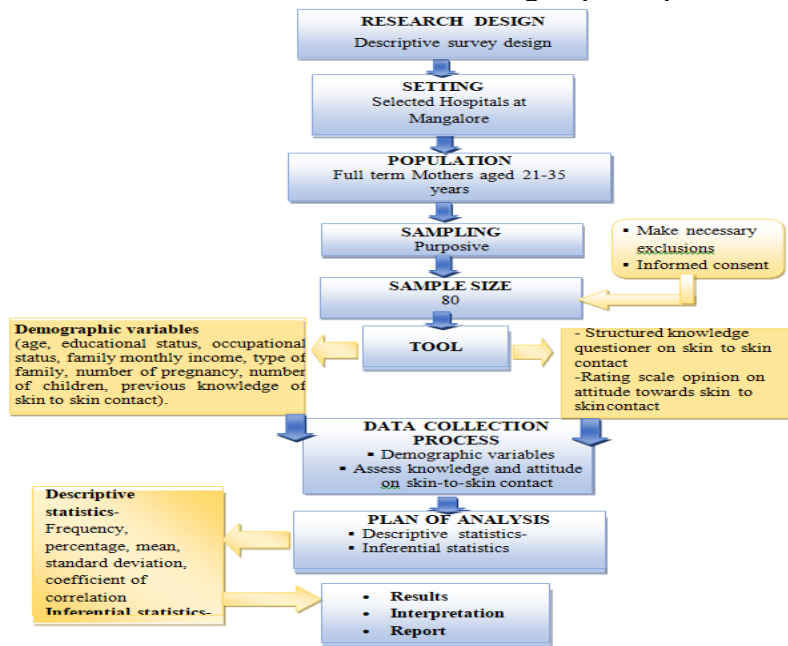 RESEARCH DESIGN
Descriptive survey design
SETTING
Selected Hospitals at
Mangalore
POPULATION
Full term Mothers aged 21-35
years
SAMPLING
Purposive
▪ Make necessary
exclusions
▪ Informed consent
SAMPLE SIZE
80
Demographic variables
(age, educational status, occupational
status, family monthly income, type of
family, number of pregnancy, number
of children, previous knowledge of
skin to skin contact).
TOOL
- Structured knowledge
questioner on skin to skin
contact
-Rating scale opinion on
attitude towards skin to
skincontact
DATA COLLECTION
PROCESS
▪ Demographic variables
▪ Assess knowledge and attitude
on skin-to-skin contact
PLAN OF ANALYSIS
▪ Descriptive statistics-
▪ Inferential statistics
Descriptive
statistics-
Frequency,
percentage, mean,
standard deviation,
coefficient of
correlation
Inferential statistics-
• Results
• Interpretation
• Report